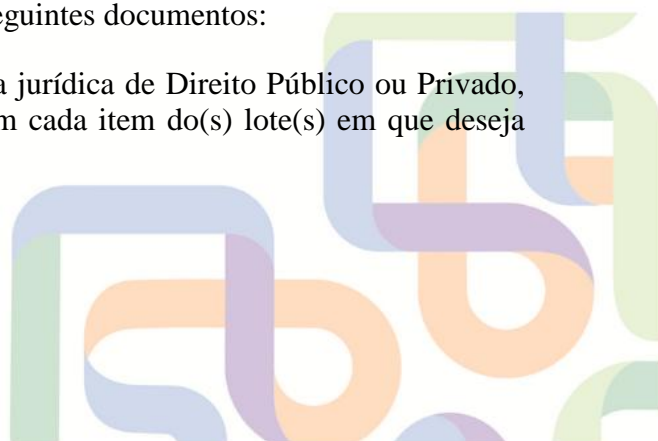 eguintes documentos:
a jurídica de Direito Público ou Privado,
m cada item do(s) lote(s) em que deseja